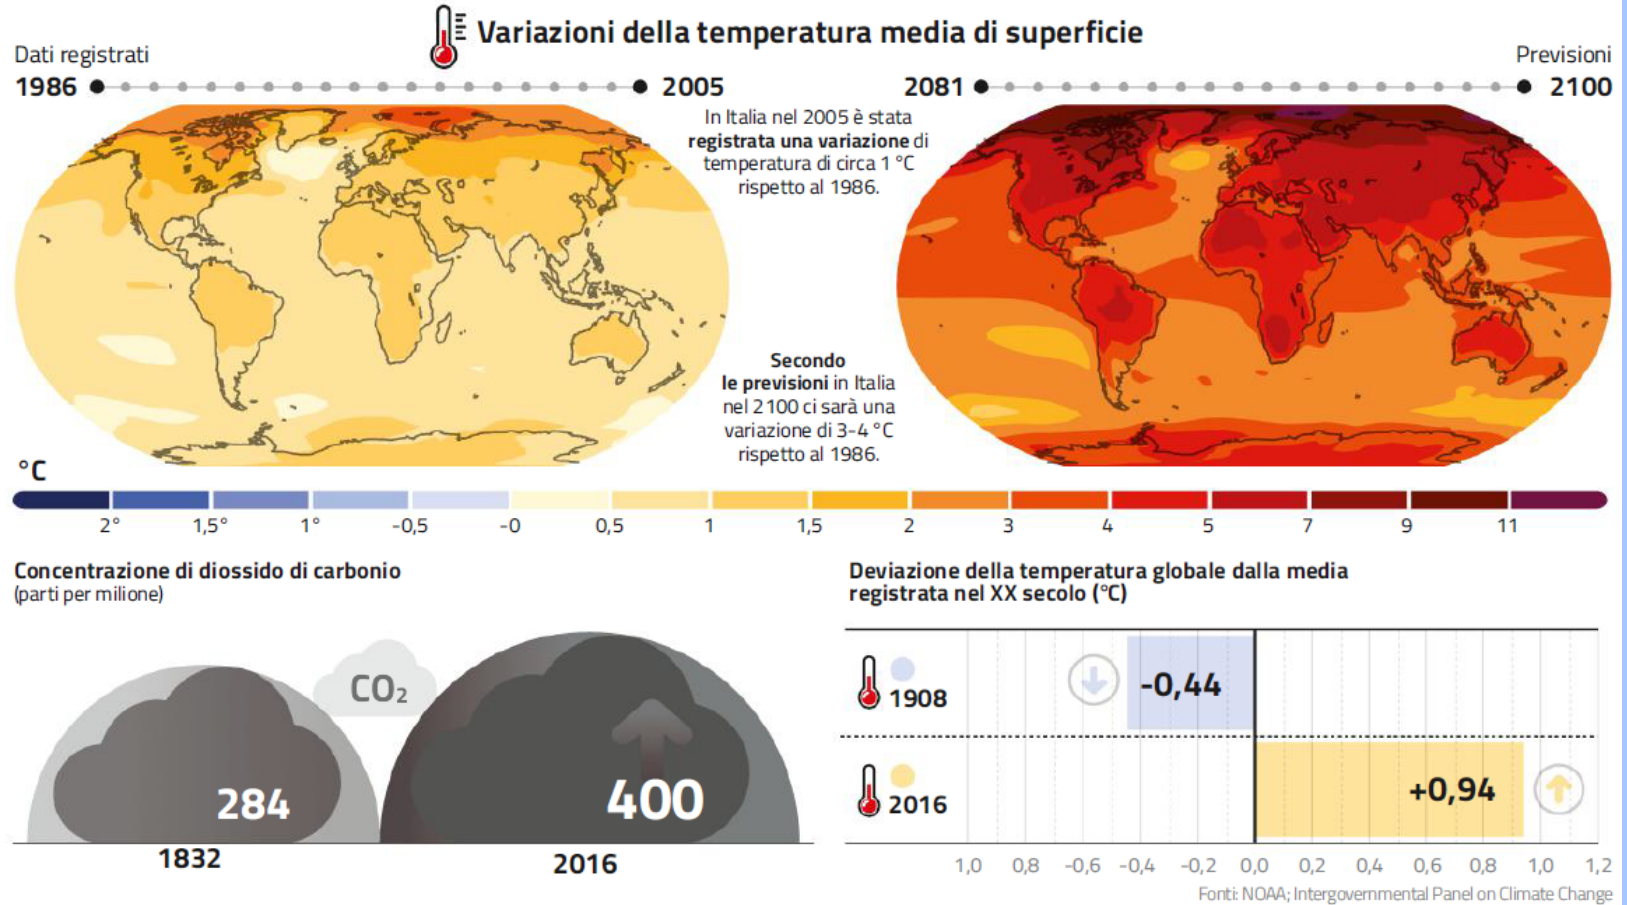 Variazioni della temperatura media di superficie
Dati registrati
1986
2005
Previsioni
2081
2100
In Italia nel 2005 è stata
registrata una variazione di
temperatura di circa 1 °C
rispetto al 1986.
Secondo
le previsioni in Italia
nel 2100 ci sarà una
variazione di 3-4 °C
rispetto al 1986.
°C
2° 1,5° 1° -0,5 -0 0,5 1 1,5 2 3 4 5 7 9 11
Concentrazione di diossido di carbonio
(parti per milione)
CO₂
284
400
1832
2016
Deviazione della temperatura globale dalla media
registrata nel XX secolo (°C)
1908
-0,44
2016
+0,94
1,0 0,8 -0,6 -0,4 -0,2 0,0 0,2 0,4 0,6 0,8 1,0 1,2
Fonti: NOAA; Intergovernmental Panel on Climate Change